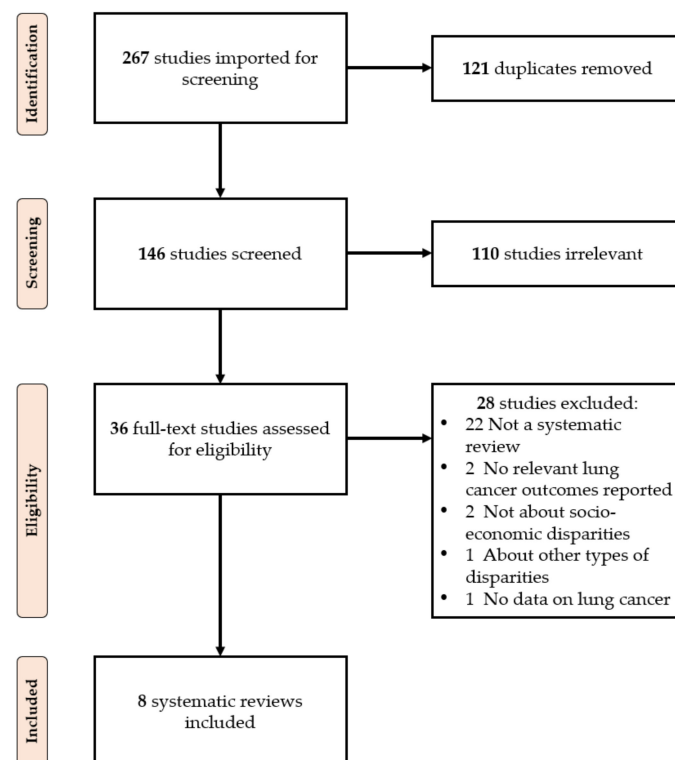 Identification
267 studies imported for
screening
121 duplicates removed
Screening
146 studies screened
110 studies irrelevant
Eligibility
36 full-text studies assessed
for eligibility
28 studies excluded:
• 22 Not a systematic
review
• 2 No relevant lung
cancer outcomes reported
• 2 Not about socio-
economic disparities
• 1 About other types of
disparities
• 1 No data on lung cancer
Included
8 systematic reviews
included